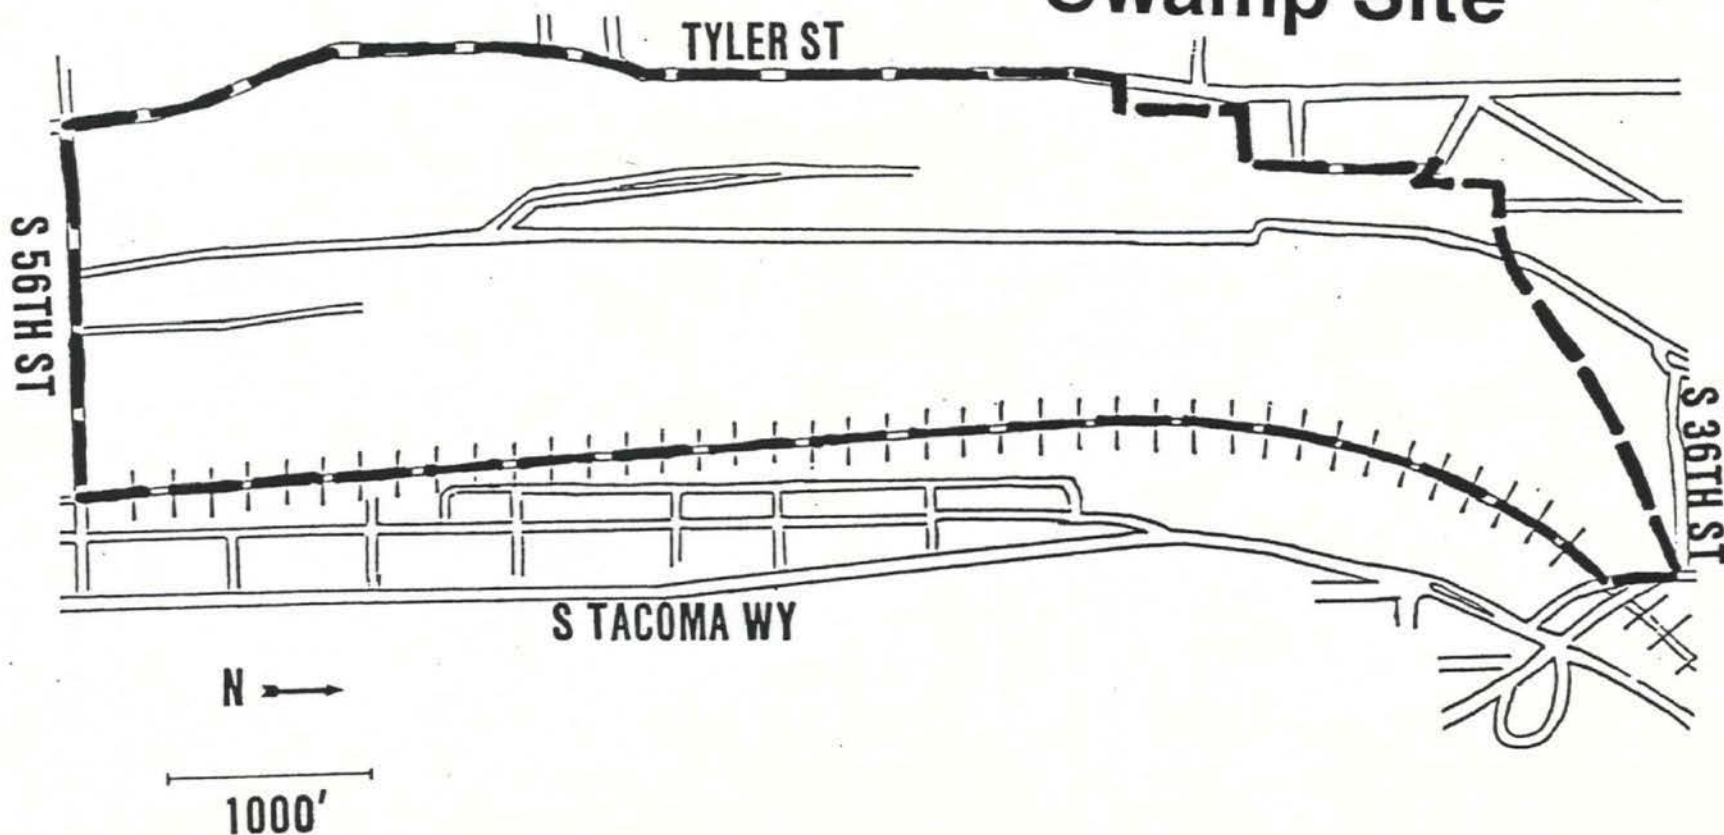 Swamp Site
TYLER ST
S 56TH ST
S 36TH ST
S TACOMA WY
N
1000'